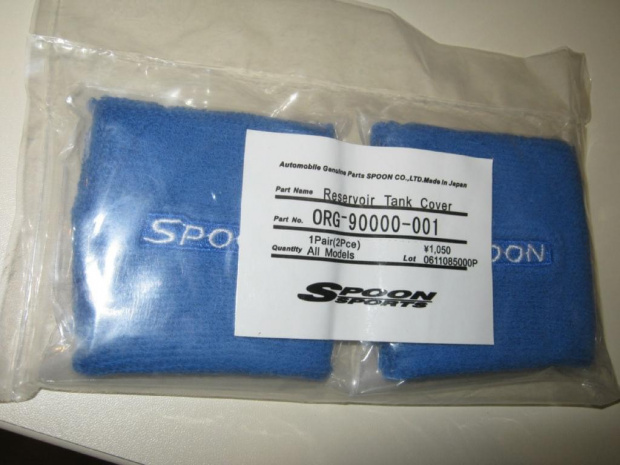 Automobile Genuine Parts SPOON CO.,LTD.Made in Japan
Part Name Reservoir Tank Cover
Part No. ORG-90000-001
1Pair(2Pce) ¥1,050
Quantity All Models Lot 0611085000P
SPOON
SPORTS
SPO
OON